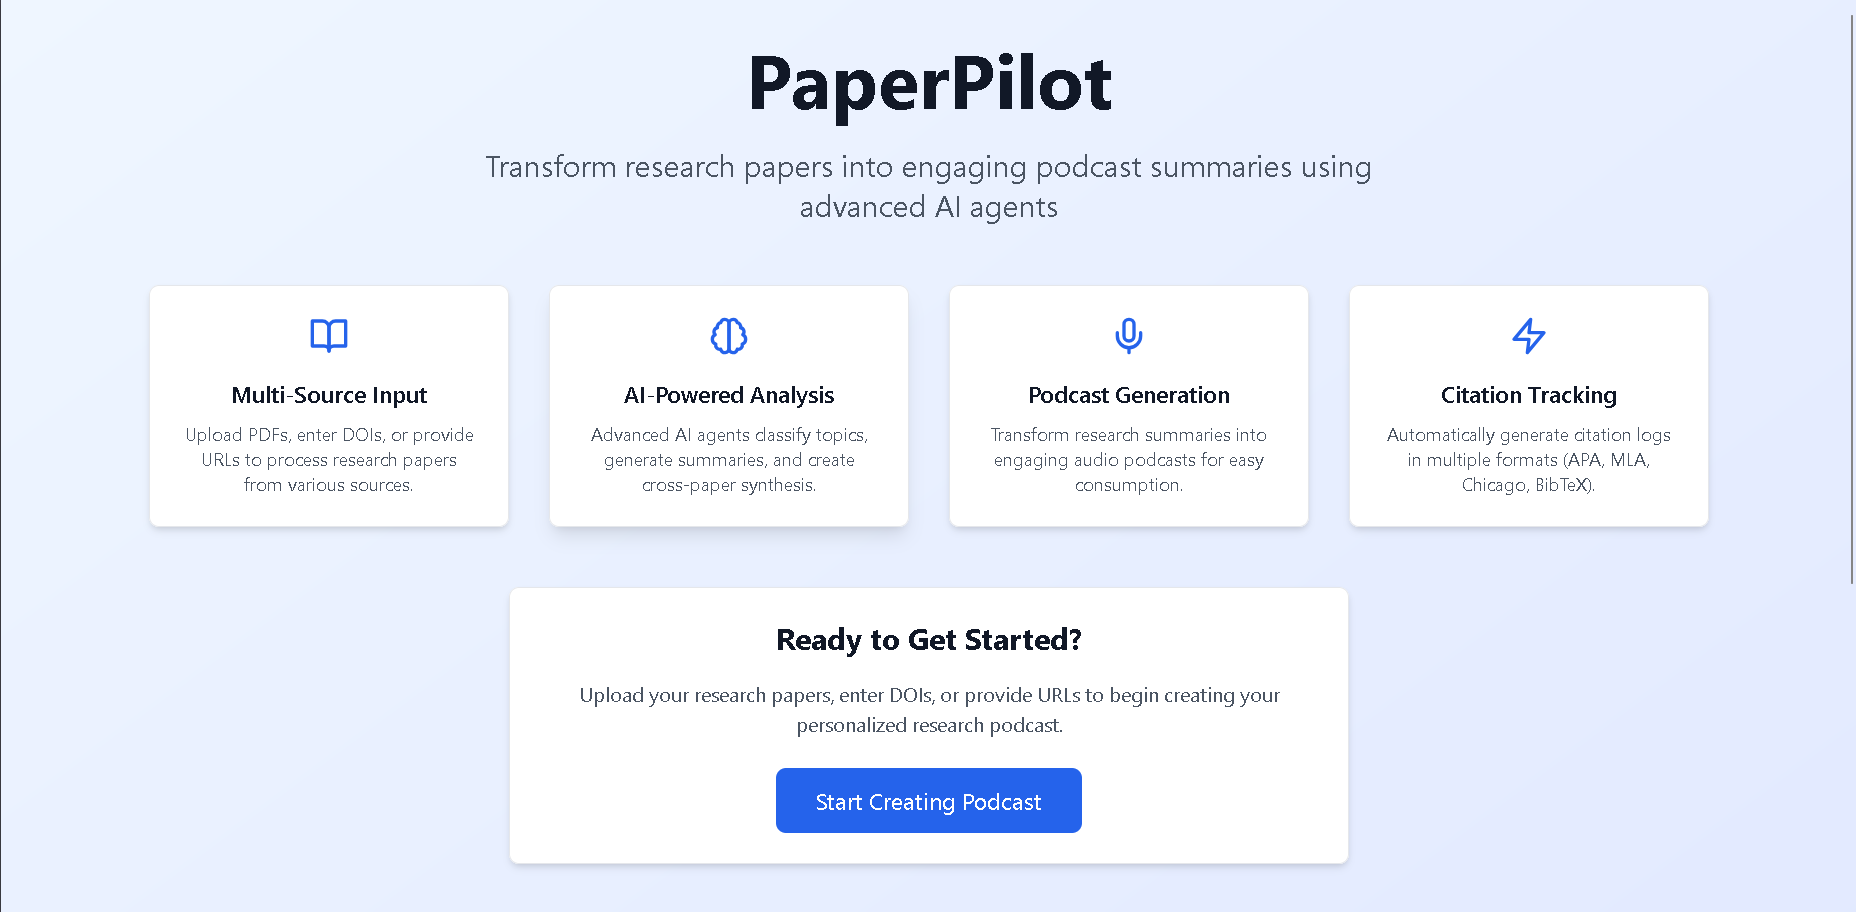 PaperPilot
Transform research papers into engaging podcast summaries using
advanced AI agents
Multi-Source Input
Upload PDFs, enter DOIs, or provide
URLs to process research papers
from various sources.
AI-Powered Analysis
Advanced AI agents classify topics,
generate summaries, and create
cross-paper synthesis.
Podcast Generation
Transform research summaries into
engaging audio podcasts for easy
consumption.
Citation Tracking
Automatically generate citation logs
in multiple formats (APA, MLA,
Chicago, BibTeX).
Ready to Get Started?
Upload your research papers, enter DOIs, or provide URLs to begin creating your
personalized research podcast.
Start Creating Podcast